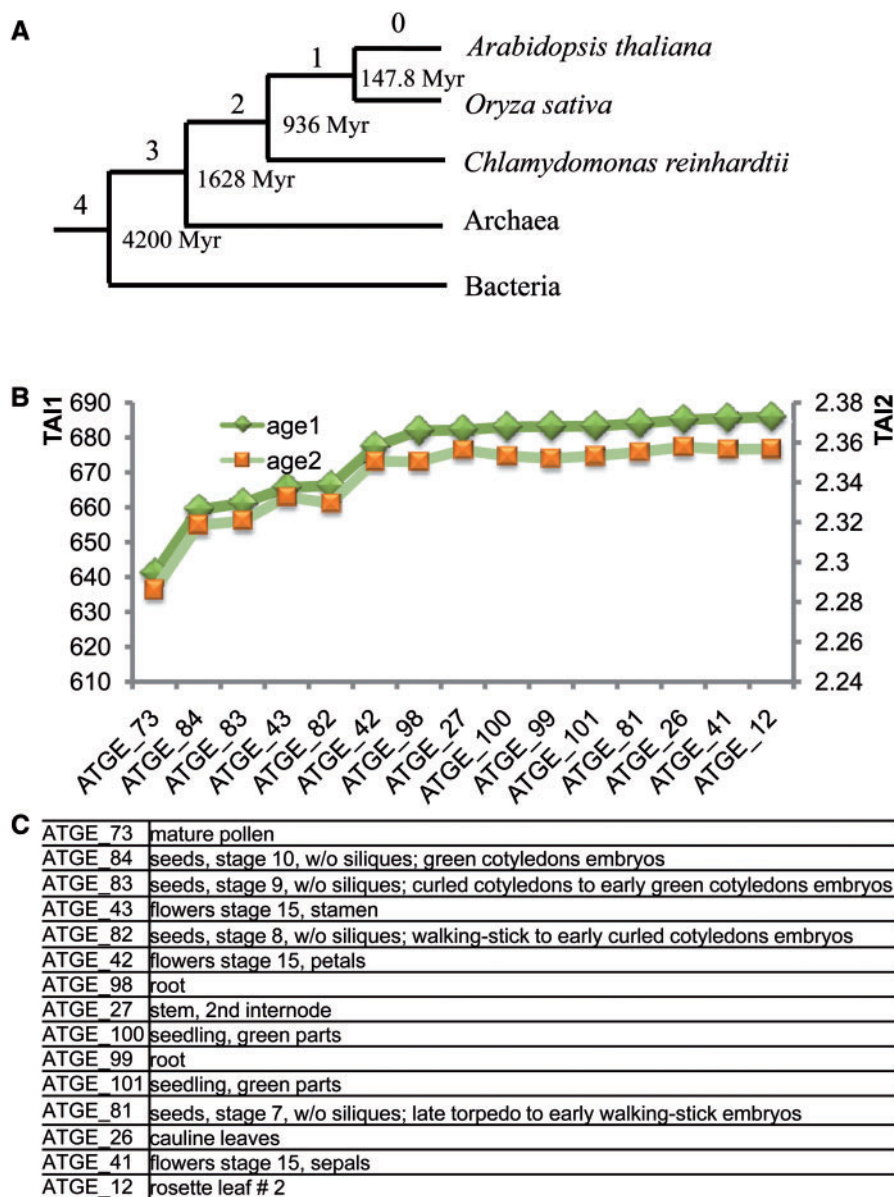 A
0
1
2
3
4
147.8 Myr
936 Myr
1628 Myr
4200 Myr
Arabidopsis thaliana
Oryza sativa
Chlamydomonas reinhardtii
Archaea
Bacteria
B
TAI1
690
680
670
660
650
640
630
620
610
age1
age2
TAI2
2.38
2.36
2.34
2.32
2.3
2.28
2.26
2.24
ATGE_73
ATGE_84
ATGE_83
ATGE_43
ATGE_82
ATGE_42
ATGE_98
ATGE_27
ATGE_100
ATGE_99
ATGE_101
ATGE_81
ATGE_26
ATGE_41
ATGE_12
C
ATGE_73 mature pollen
ATGE_84 seeds, stage 10, w/o siliques; green cotyledons embryos
ATGE_83 seeds, stage 9, w/o siliques; curled cotyledons to early green cotyledons embryos
ATGE_43 flowers stage 15, stamen
ATGE_82 seeds, stage 8, w/o siliques; walking-stick to early curled cotyledons embryos
ATGE_42 flowers stage 15, petals
ATGE_98 root
ATGE_27 stem, 2nd internode
ATGE_100 seedling, green parts
ATGE_99 root
ATGE_101 seedling, green parts
ATGE_81 seeds, stage 7, w/o siliques; late torpedo to early walking-stick embryos
ATGE_26 cauline leaves
ATGE_41 flowers stage 15, sepals
ATGE_12 rosette leaf # 2